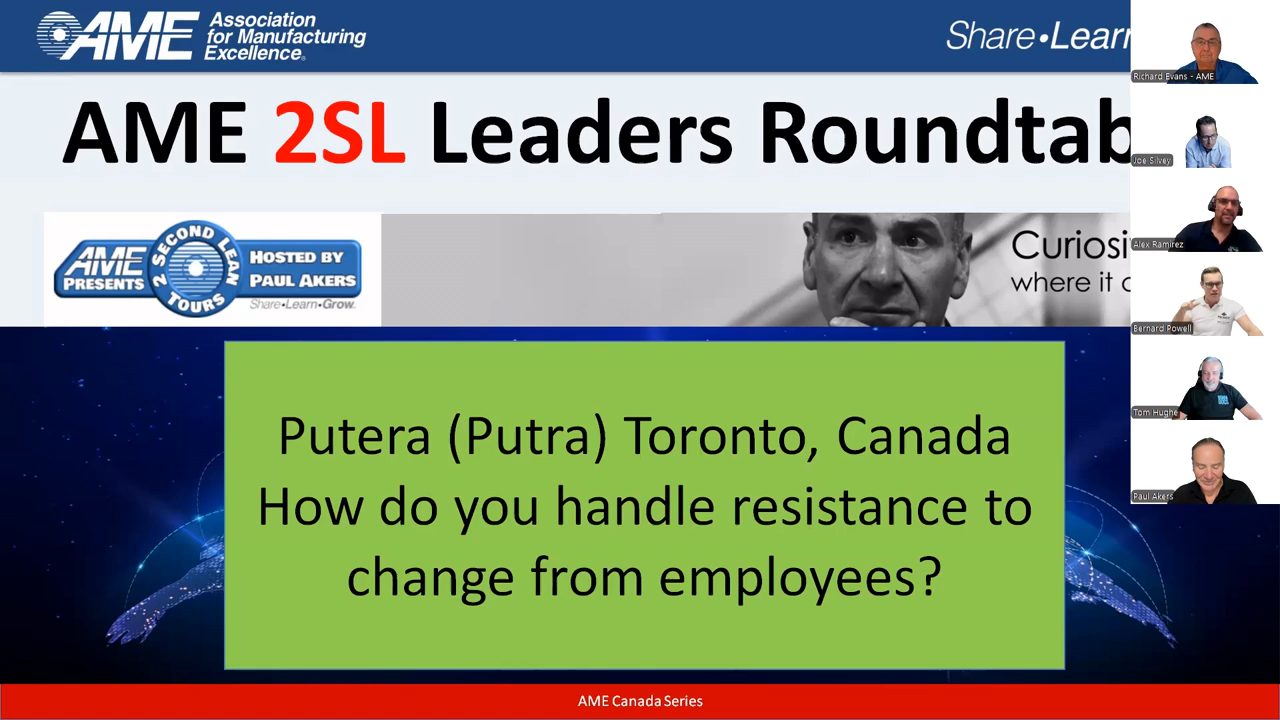 AME
Association
for Manufacturing
Excellence®
Share•Lear
AME 2SL Leaders Roundtab
AME
PRESENTS
2 SECOND LEAN
TOURS
HOSTED BY
PAUL AKERS
Share•Learn•Grow.
Curiosi
where it
Putera (Putra) Toronto, Canada
How do you handle resistance to
change from employees?
AME Canada Series
Richard Evans - AME
Joe Silvey
Alex Ramirez
Bernard Powell
Tom Hughe
Paul Akers